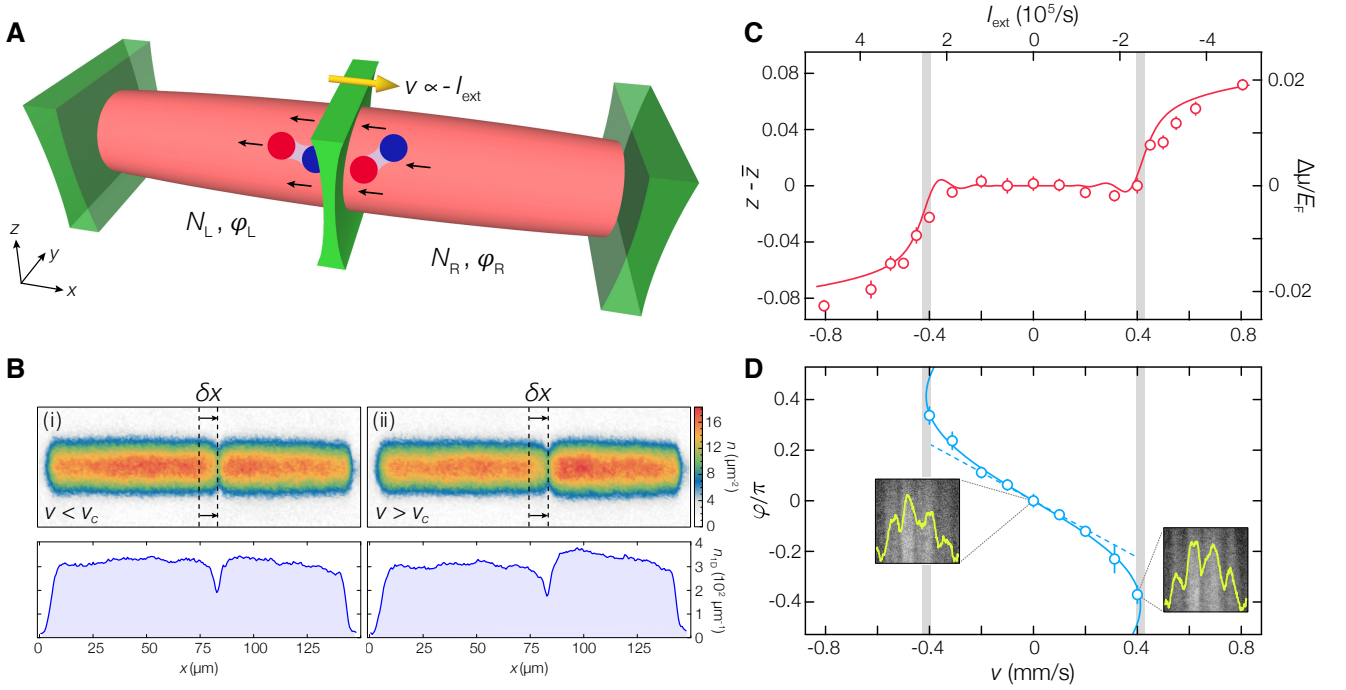 A
v ∝ - I_ext
N_L , φ_L
N_R , φ_R
z
y
x
B
δx
δx
(i)
(ii)
v < v_c
v > v_c
16
12
8
4
0
n (μm⁻²)
4
3
2
1
0
n_1D (10² μm⁻¹)
0 25 50 75 100 125
0 25 50 75 100 125
x (μm)
x (μm)
C
I_ext (10⁵/s)
4 2 0 -2 -4
0.08
0.04
0
-0.04
-0.08
z - z̅
0.02
0
-0.02
Δμ/E_F
-0.8 -0.4 0 0.4 0.8
D
0.4
0.2
0
-0.2
-0.4
φ/π
-0.8 -0.4 0 0.4 0.8
v (mm/s)